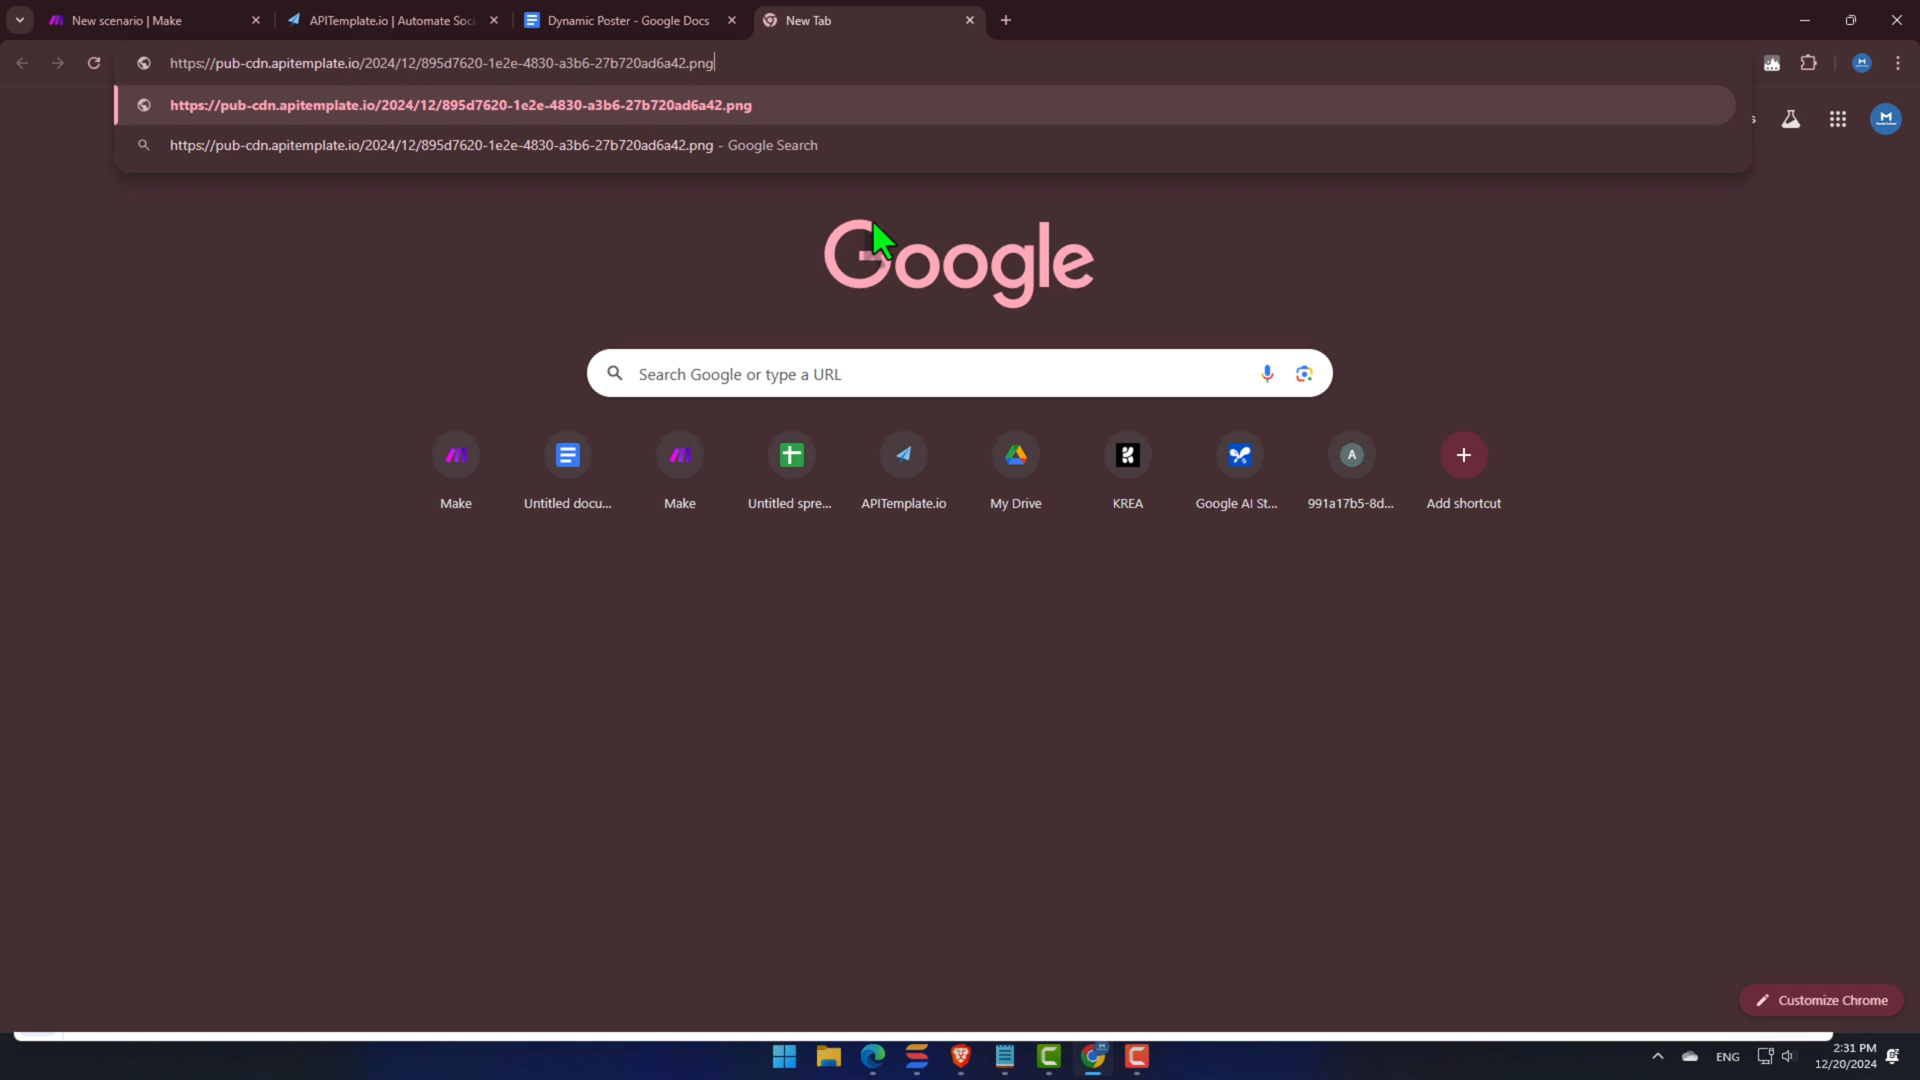 New scenario | Make
APITemplate.io | Automate Soci
Dynamic Poster - Google Docs
New Tab
https://pub-cdn.apitemplate.io/2024/12/895d7620-1e2e-4830-a3b6-27b720ad6a42.png
https://pub-cdn.apitemplate.io/2024/12/895d7620-1e2e-4830-a3b6-27b720ad6a42.png
https://pub-cdn.apitemplate.io/2024/12/895d7620-1e2e-4830-a3b6-27b720ad6a42.png - Google Search
s
M
Google
Search Google or type a URL
A
Make
Untitled docu...
Make
Untitled spre...
APITemplate.io
My Drive
KREA
Google AI St...
991a17b5-8d...
Add shortcut
Customize Chrome
ENG
2:31 PM
12/20/2024